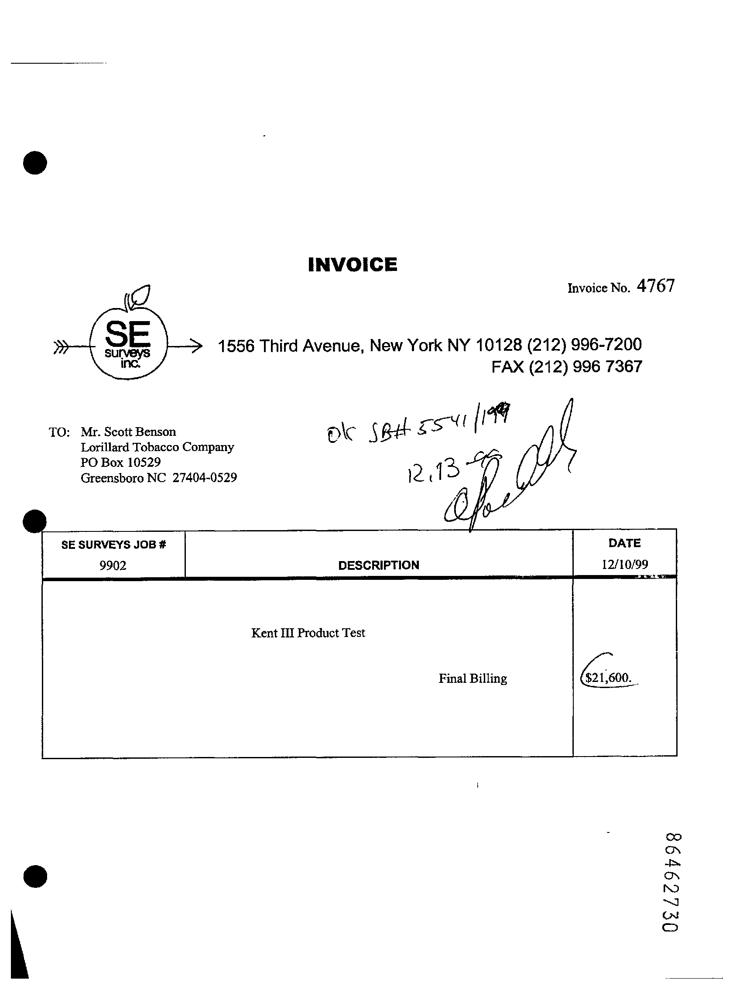 INVOICE
Invoice No. 4767
SE
surveys
inc.
1556 Third Avenue, New York NY 10128 (212) 996-7200
FAX (212) 996 7367
TO: Mr. Scott Benson
Lorillard Tobacco Company
PO Box 10529
Greensboro NC 27404-0529
OK SB# 5541/199
12.13.99
SE SURVEYS JOB #
9902
DESCRIPTION
DATE
12/10/99
Kent III Product Test
Final Billing
$21,600.
86462730